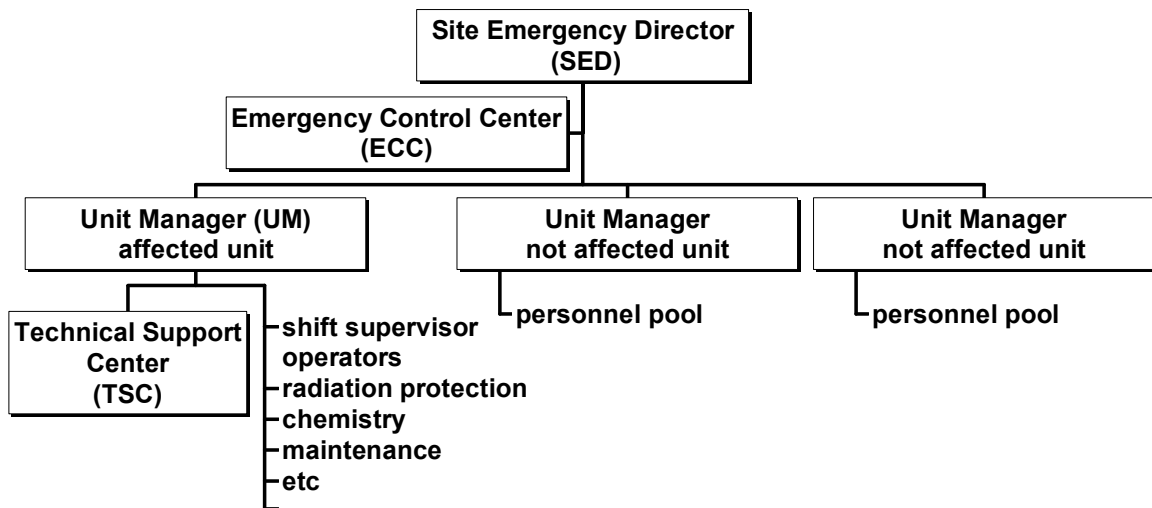 Site Emergency Director
(SED)
Emergency Control Center
(ECC)
Unit Manager (UM)
affected unit
Unit Manager
not affected unit
Unit Manager
not affected unit
Technical Support
Center
(TSC)
shift supervisor
operators
radiation protection
chemistry
maintenance
etc
personnel pool
personnel pool